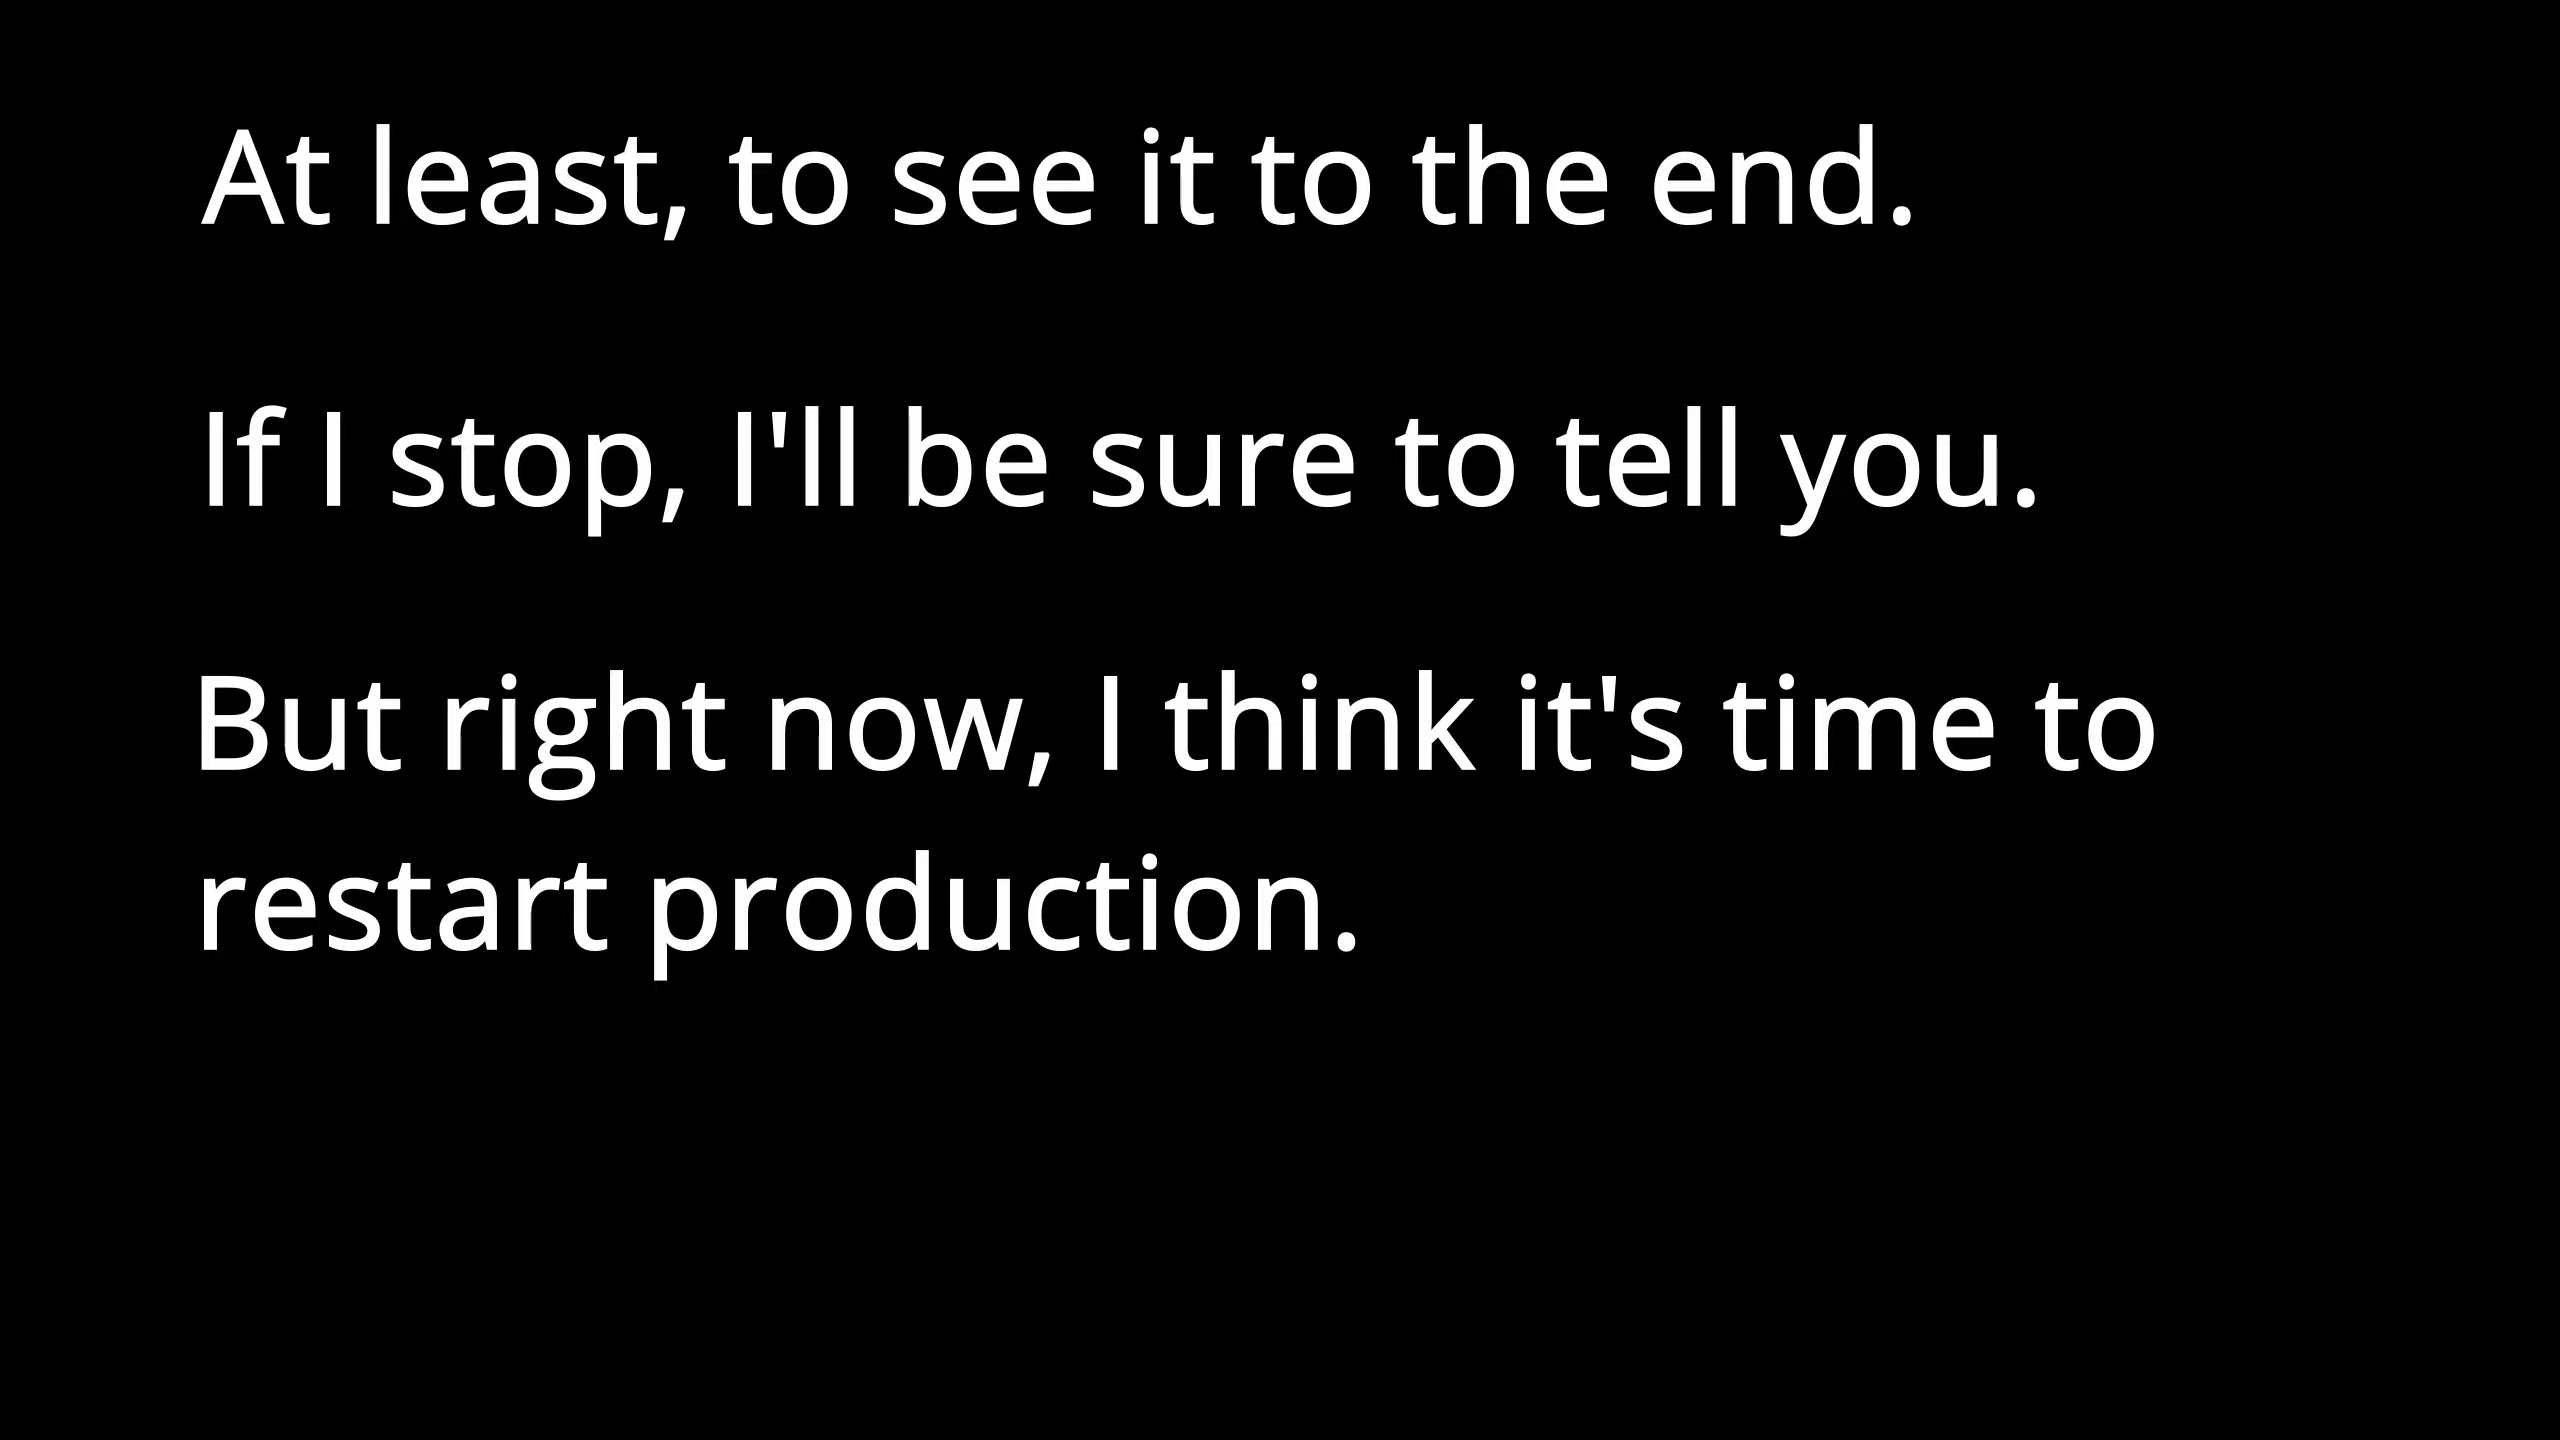 At least, to see it to the end.
If I stop, I'll be sure to tell you.
But right now, I think it's time to
restart production.